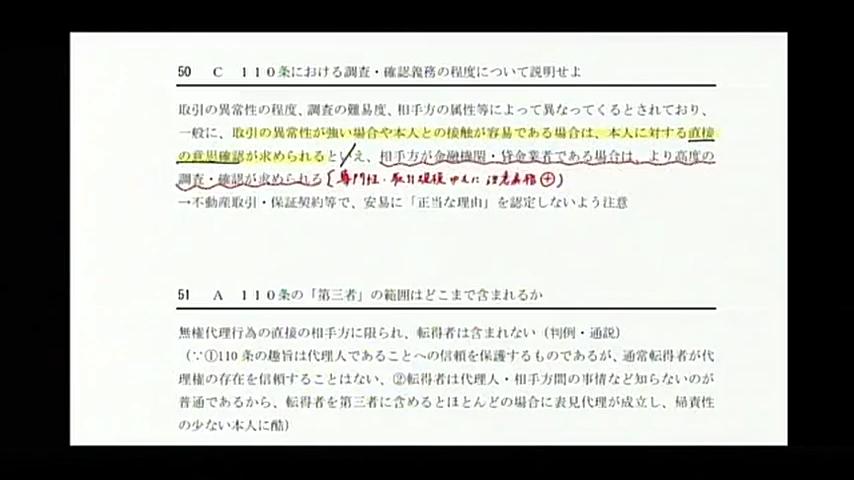 50 C 110条における調査・確認義務の程度について説明せよ
取引の異常性の程度、調査の難易度、相手方の属性等によって異なってくるとされており、
一般に、取引の異常性が強い場合や本人との接触が容易である場合は、本人に対する直接
の意思確認が求められるといえ、相手方が金融機関・貸金業者である場合は、より高度の
調査・確認が求められる(専門性・取引規模ゆえに 注意義務⊕)
→不動産取引・保証契約等で、安易に「正当な理由」を認定しないよう注意
51 A 110条の「第三者」の範囲はどこまで含まれるか
無権代理行為の直接の相手方に限られ、転得者は含まれない(判例・通説)
(∵①110条の趣旨は代理人であることへの信頼を保護するものであるが、通常転得者が代
理権の存在を信頼することはない、②転得者は代理人・相手方間の事情など知らないのが
普通であるから、転得者を第三者に含めるとほとんどの場合に表見代理が成立し、帰責性
の少ない本人に酷)